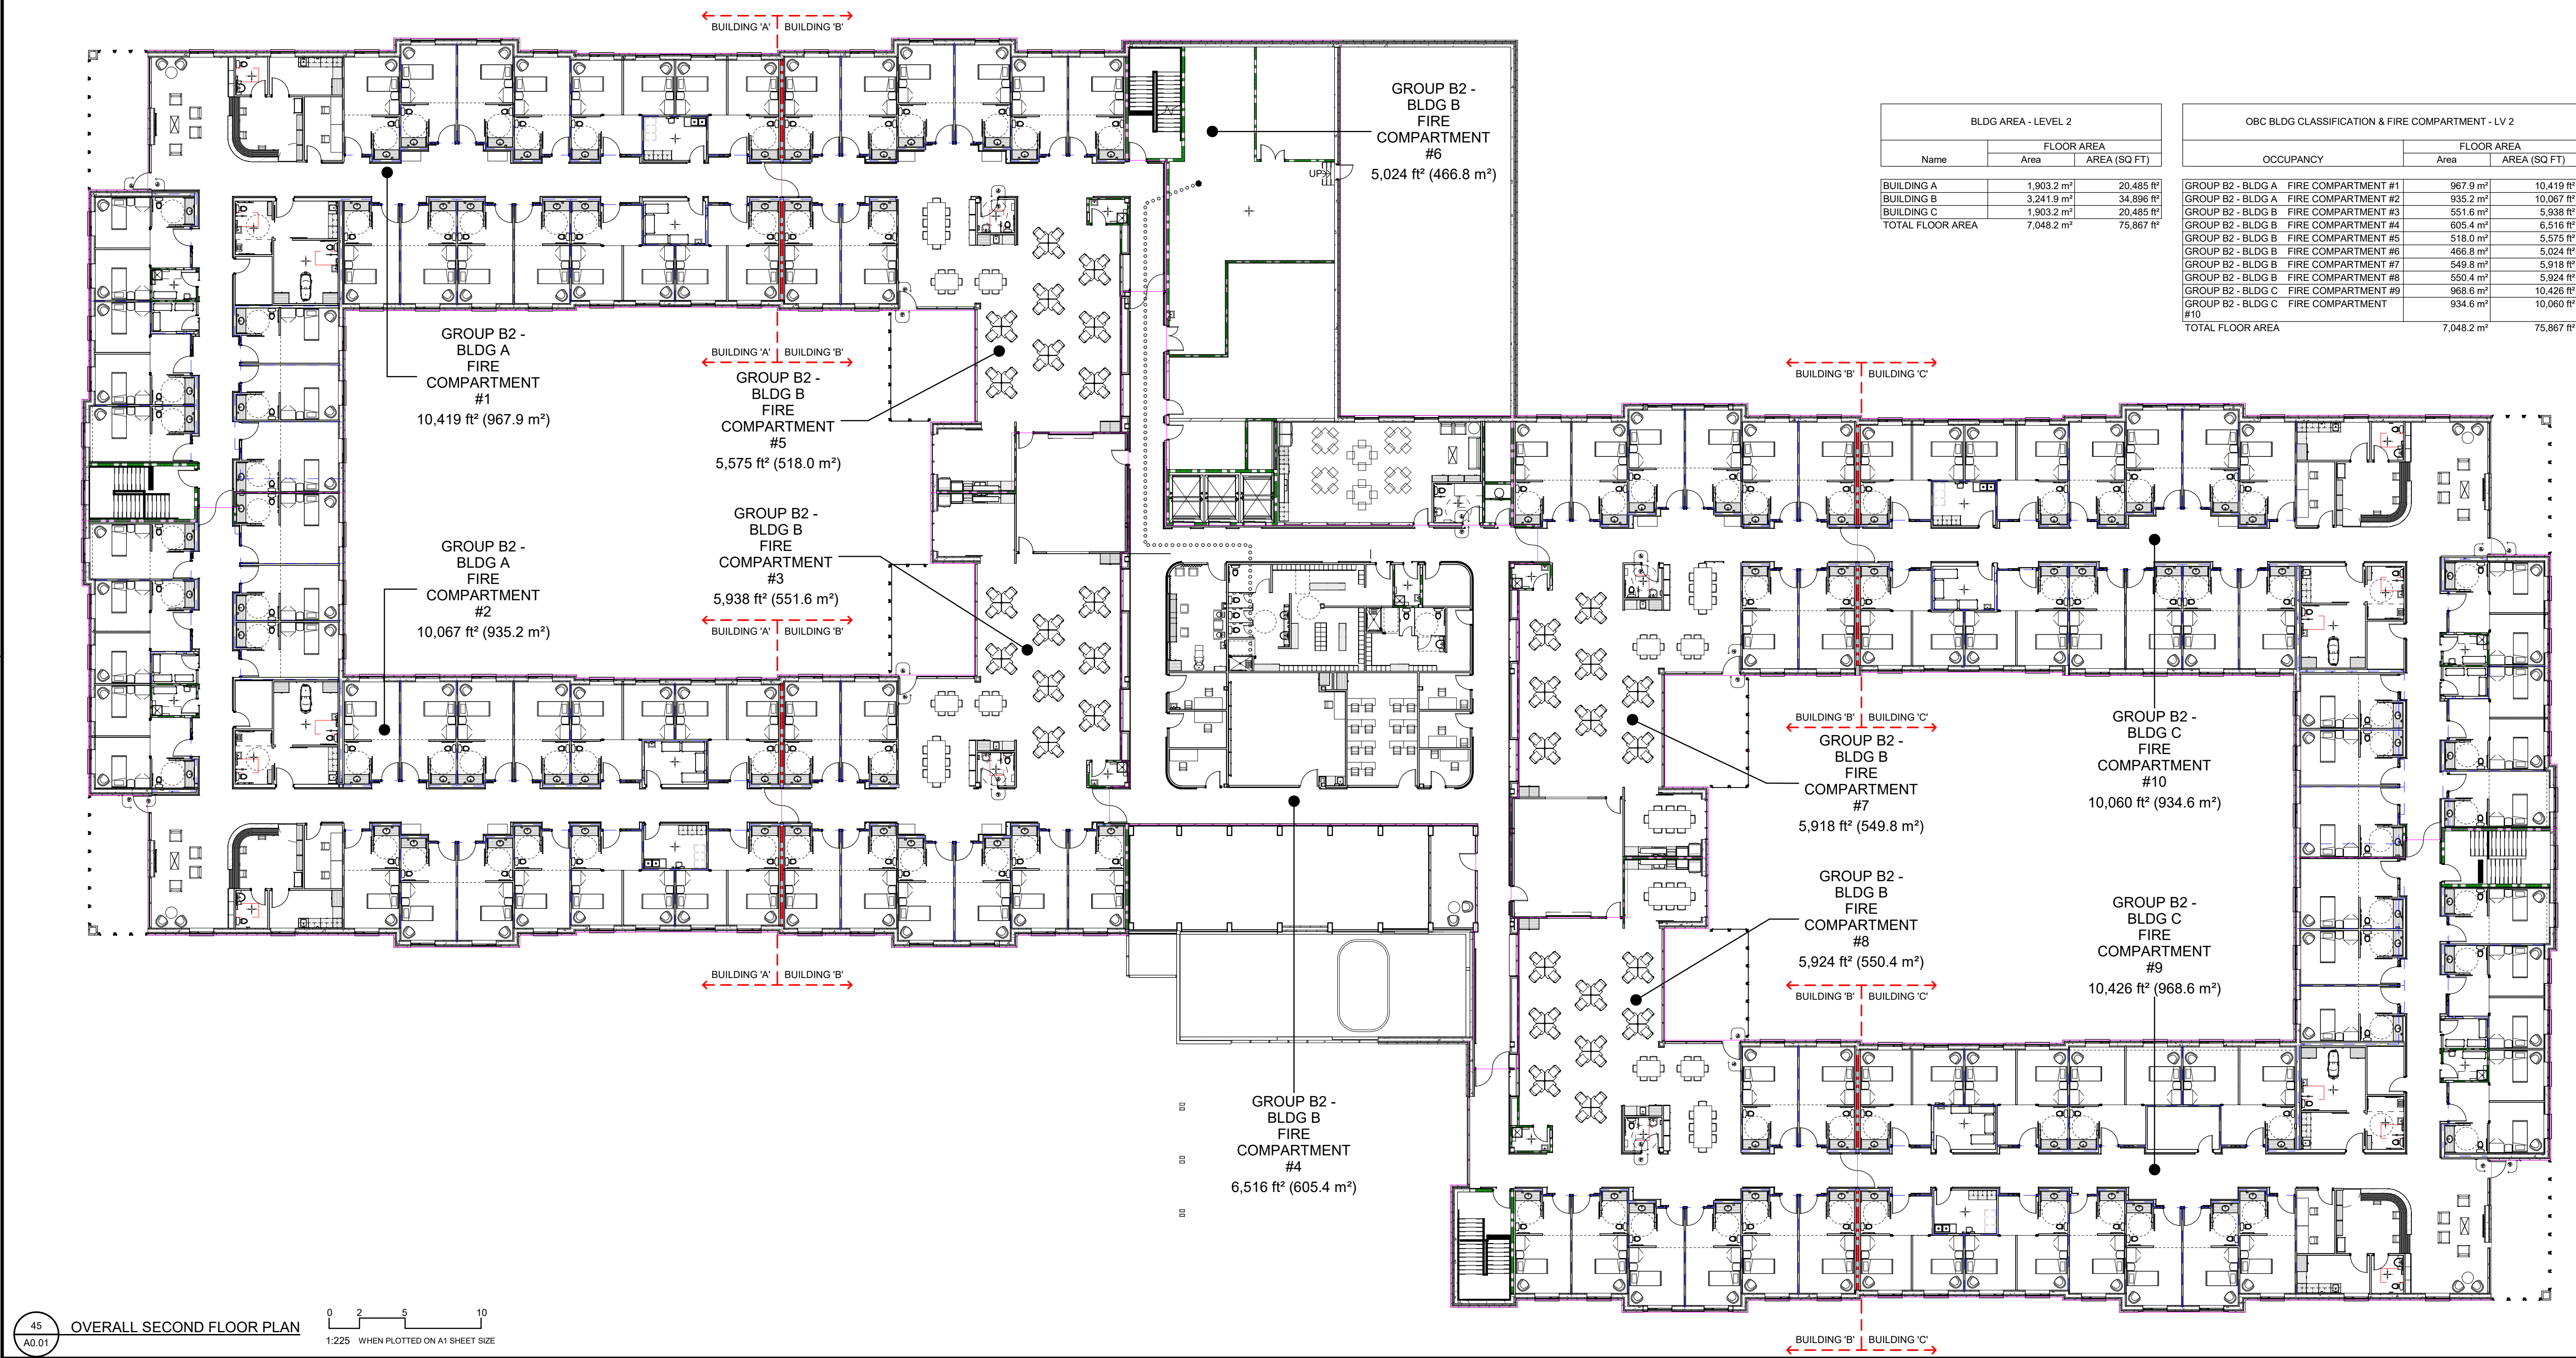 BUILDING 'A' BUILDING 'B'
GROUP B2 -
BLDG B
FIRE
COMPARTMENT
#6
5,024 ft² (466.8 m²)
UP
BLDG AREA - LEVEL 2
FLOOR AREA
Name Area AREA (SQ FT)
BUILDING A 1,903.2 m² 20,485 ft²
BUILDING B 3,241.9 m² 34,896 ft²
BUILDING C 1,903.2 m² 20,485 ft²
TOTAL FLOOR AREA 7,048.2 m² 75,867 ft²
OBC BLDG CLASSIFICATION & FIRE COMPARTMENT - LV 2
FLOOR AREA
OCCUPANCY Area AREA (SQ FT)
GROUP B2 - BLDG A FIRE COMPARTMENT #1 967.9 m² 10,419 ft²
GROUP B2 - BLDG A FIRE COMPARTMENT #2 935.2 m² 10,067 ft²
GROUP B2 - BLDG B FIRE COMPARTMENT #3 551.6 m² 5,938 ft²
GROUP B2 - BLDG B FIRE COMPARTMENT #4 605.4 m² 6,516 ft²
GROUP B2 - BLDG B FIRE COMPARTMENT #5 518.0 m² 5,575 ft²
GROUP B2 - BLDG B FIRE COMPARTMENT #6 466.8 m² 5,024 ft²
GROUP B2 - BLDG B FIRE COMPARTMENT #7 549.8 m² 5,918 ft²
GROUP B2 - BLDG B FIRE COMPARTMENT #8 550.4 m² 5,924 ft²
GROUP B2 - BLDG C FIRE COMPARTMENT #9 968.6 m² 10,426 ft²
GROUP B2 - BLDG C FIRE COMPARTMENT 934.6 m² 10,060 ft²
#10
TOTAL FLOOR AREA 7,048.2 m² 75,867 ft²
GROUP B2 -
BLDG A
FIRE
COMPARTMENT
#1
10,419 ft² (967.9 m²)
BUILDING 'A' BUILDING 'B'
GROUP B2 -
BLDG B
FIRE
COMPARTMENT
#5
5,575 ft² (518.0 m²)
BUILDING 'B' BUILDING 'C'
GROUP B2 -
BLDG B
FIRE
COMPARTMENT
#3
5,938 ft² (551.6 m²)
GROUP B2 -
BLDG A
FIRE
COMPARTMENT
#2
10,067 ft² (935.2 m²)
BUILDING 'A' BUILDING 'B'
BUILDING 'B' BUILDING 'C'
GROUP B2 -
BLDG B
FIRE
COMPARTMENT
#7
5,918 ft² (549.8 m²)
GROUP B2 -
BLDG C
FIRE
COMPARTMENT
#10
10,060 ft² (934.6 m²)
GROUP B2 -
BLDG B
FIRE
COMPARTMENT
#8
5,924 ft² (550.4 m²)
GROUP B2 -
BLDG C
FIRE
COMPARTMENT
#9
10,426 ft² (968.6 m²)
BUILDING 'A' BUILDING 'B'
BUILDING 'B' BUILDING 'C'
GROUP B2 -
BLDG B
FIRE
COMPARTMENT
#4
6,516 ft² (605.4 m²)
BUILDING 'B' BUILDING 'C'
45
A0.01
OVERALL SECOND FLOOR PLAN
0 2 5 10
1:225 WHEN PLOTTED ON A1 SHEET SIZE